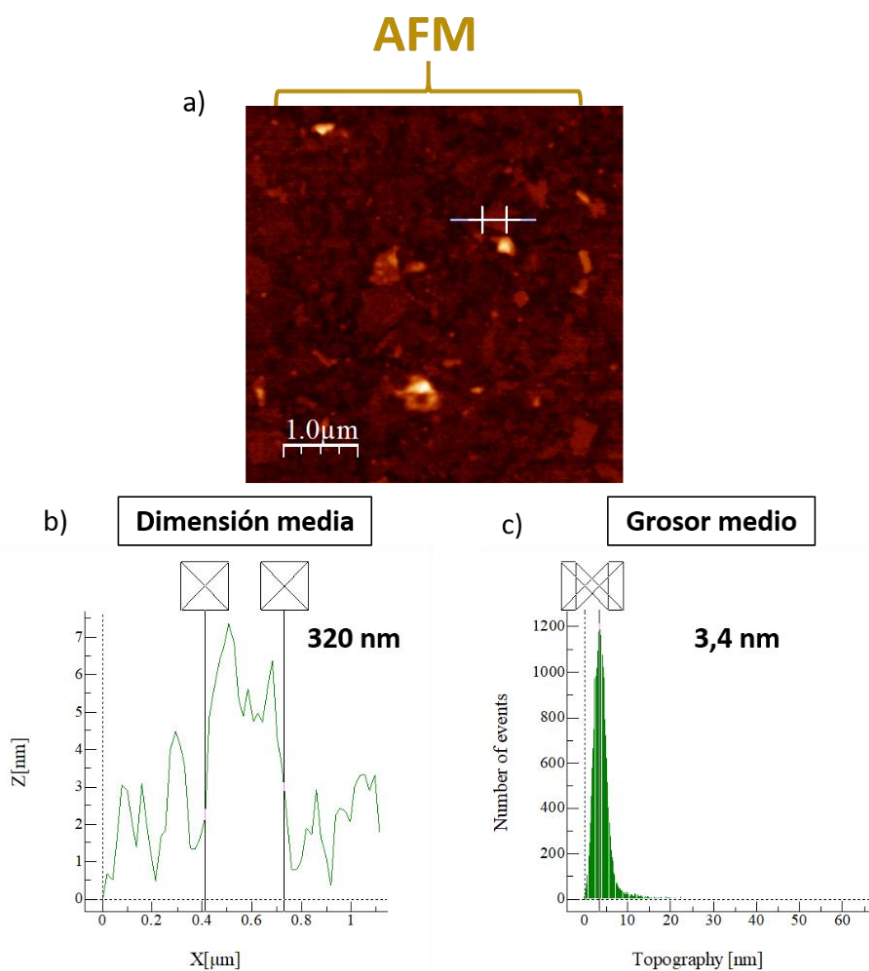 AFM
a)
1.0µm
b)
Dimensión media
c)
Grosor medio
320 nm
7
6
5
4
3
2
1
0
Z[nm]
0
0.2
0.4
0.6
0.8
1
X[µm]
3,4 nm
1200
1000
800
600
400
200
0
Number of events
0
10
20
30
40
50
60
Topography [nm]